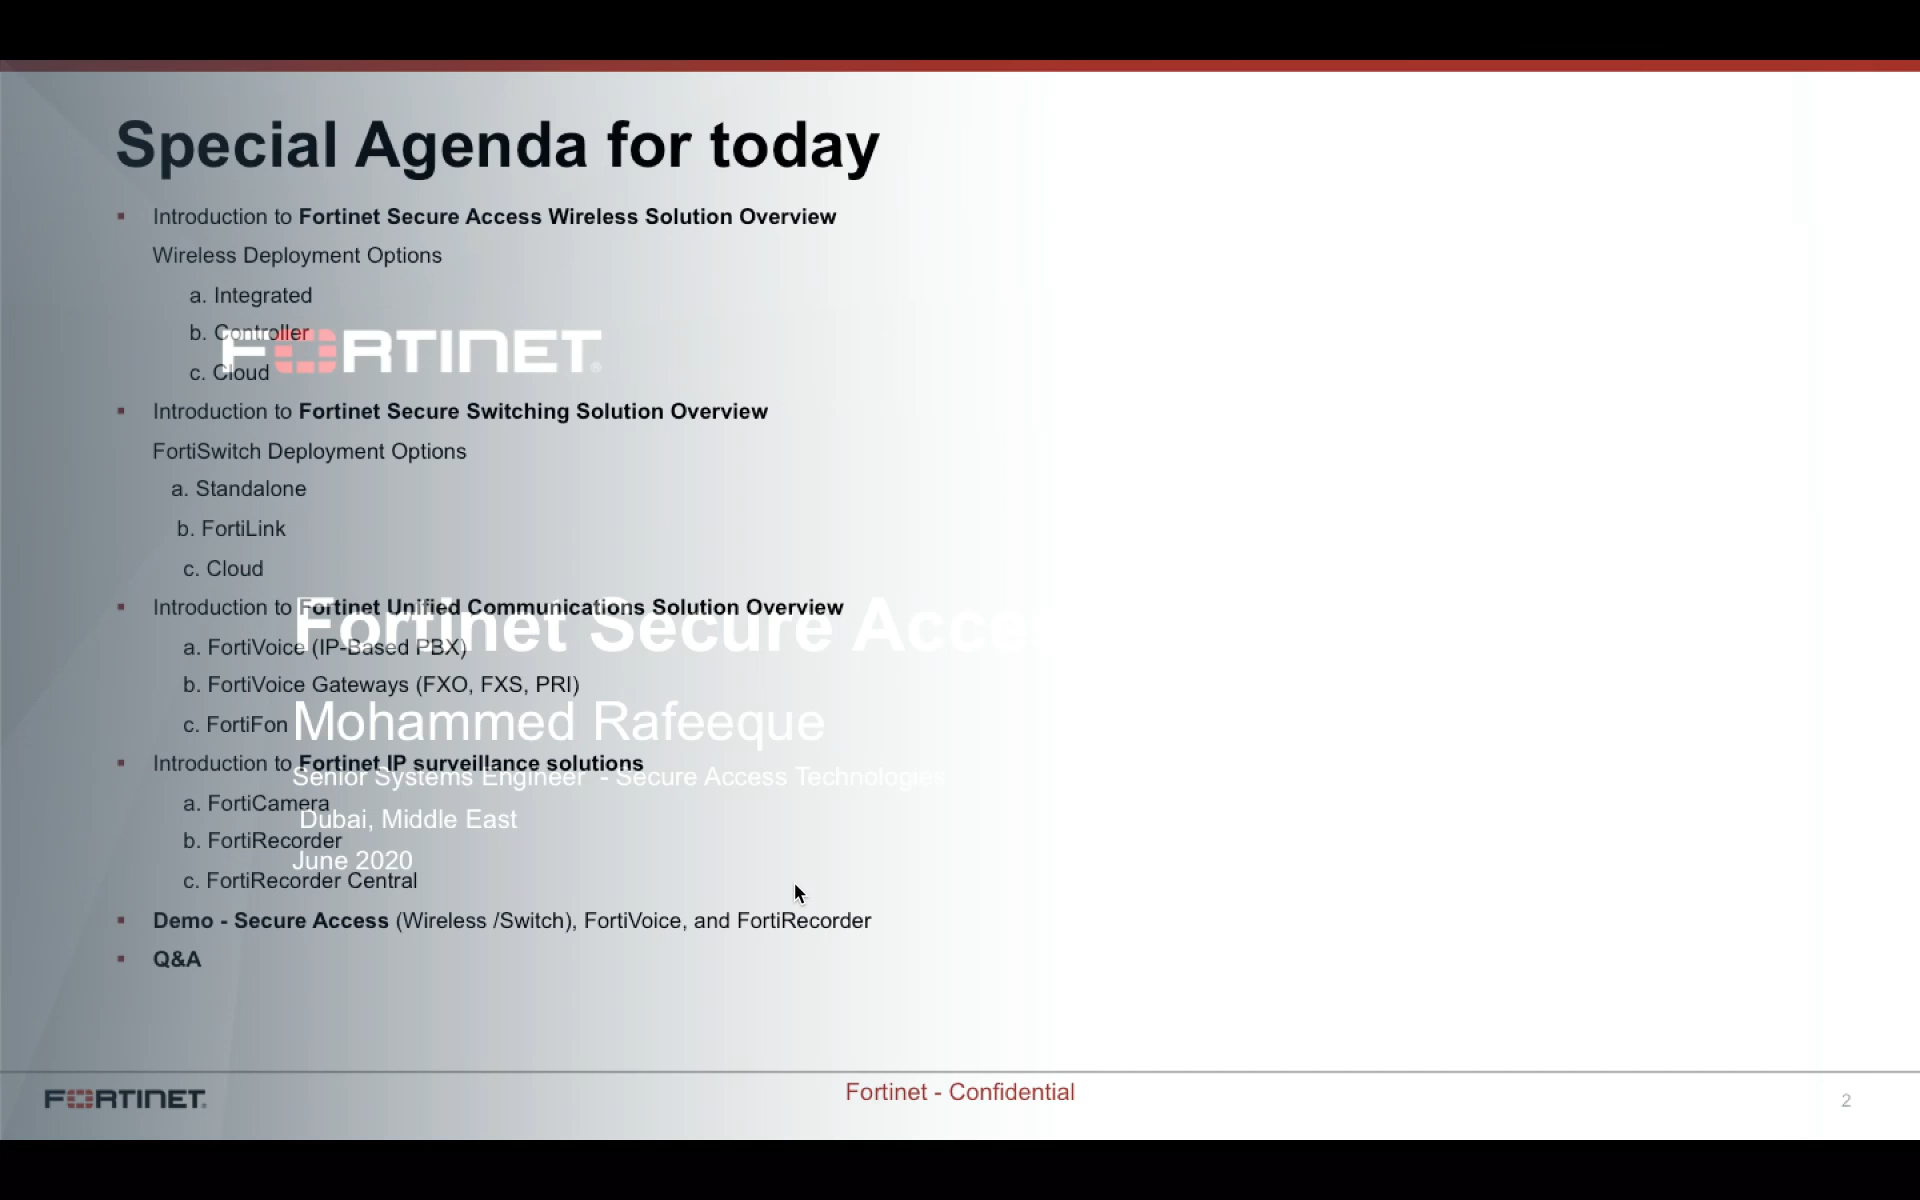 Special Agenda for today
Introduction to Fortinet Secure Access Wireless Solution Overview
Wireless Deployment Options
a. Integrated
b. Controller
c. Cloud
FORTINET
Introduction to Fortinet Secure Switching Solution Overview
FortiSwitch Deployment Options
a. Standalone
b. FortiLink
c. Cloud
Introduction to Fortinet Unified Communications Solution Overview
a. FortiVoice (IP-Based PBX)
b. FortiVoice Gateways (FXO, FXS, PRI)
c. FortiFon
Introduction to Fortinet IP surveillance solutions
a. FortiCamera
b. FortiRecorder
c. FortiRecorder Central
Demo - Secure Access (Wireless /Switch), FortiVoice, and FortiRecorder
Q&A
Fortinet Secure
Mohammed Rafeeque
Senior Systems Engineer - Secure Access Technologies
Dubai, Middle East
June 2020
FORTINET
Fortinet - Confidential
2